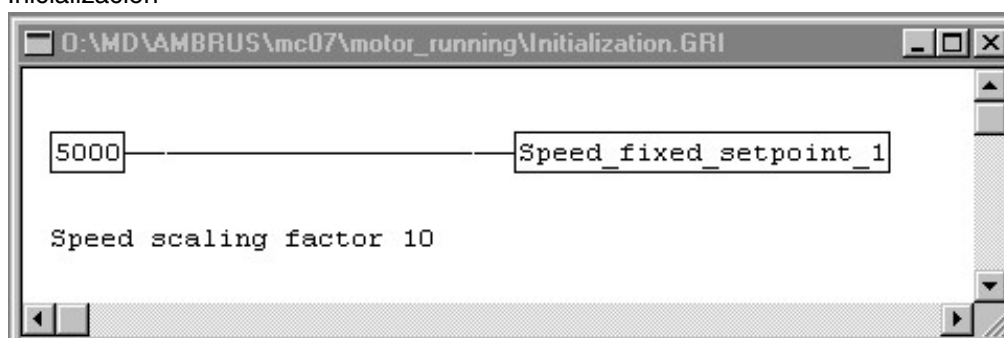 Inicialización
O:\MD\AMBRUS\mc07\motor_running\Initialization.GRI
5000 Speed_fixed_setpoint_1
Speed scaling factor 10